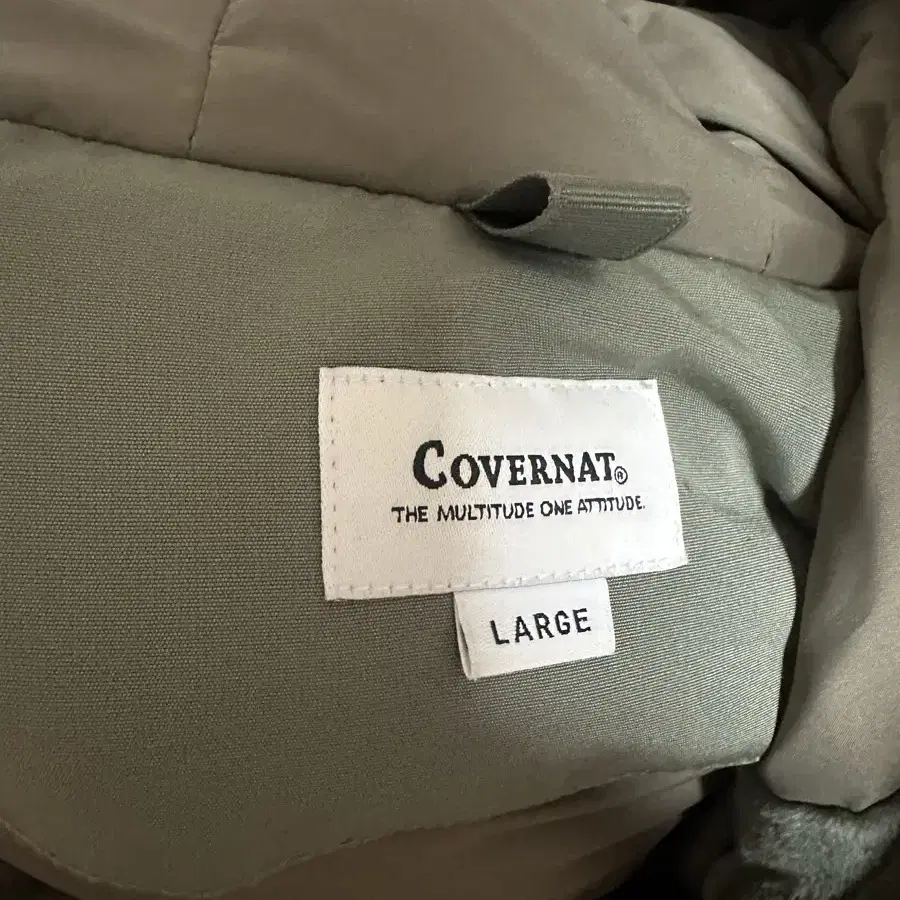 COVERNAT®
THE MULTITUDE ONE ATTITUDE.
LARGE